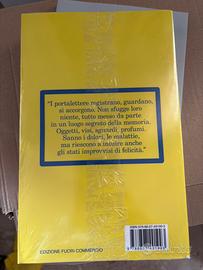 "I portalettere registrano, guardano,
si accorgono. Non sfugge loro
niente, tutto messo da parte
in un luogo segreto della memoria.
Oggetti, visi, sguardi, profumi.
Sanno i dolori, le malattie,
ma riescono a intuire anche
gli stati improvvisi di felicità."
EDIZIONE FUORI COMMERCIO